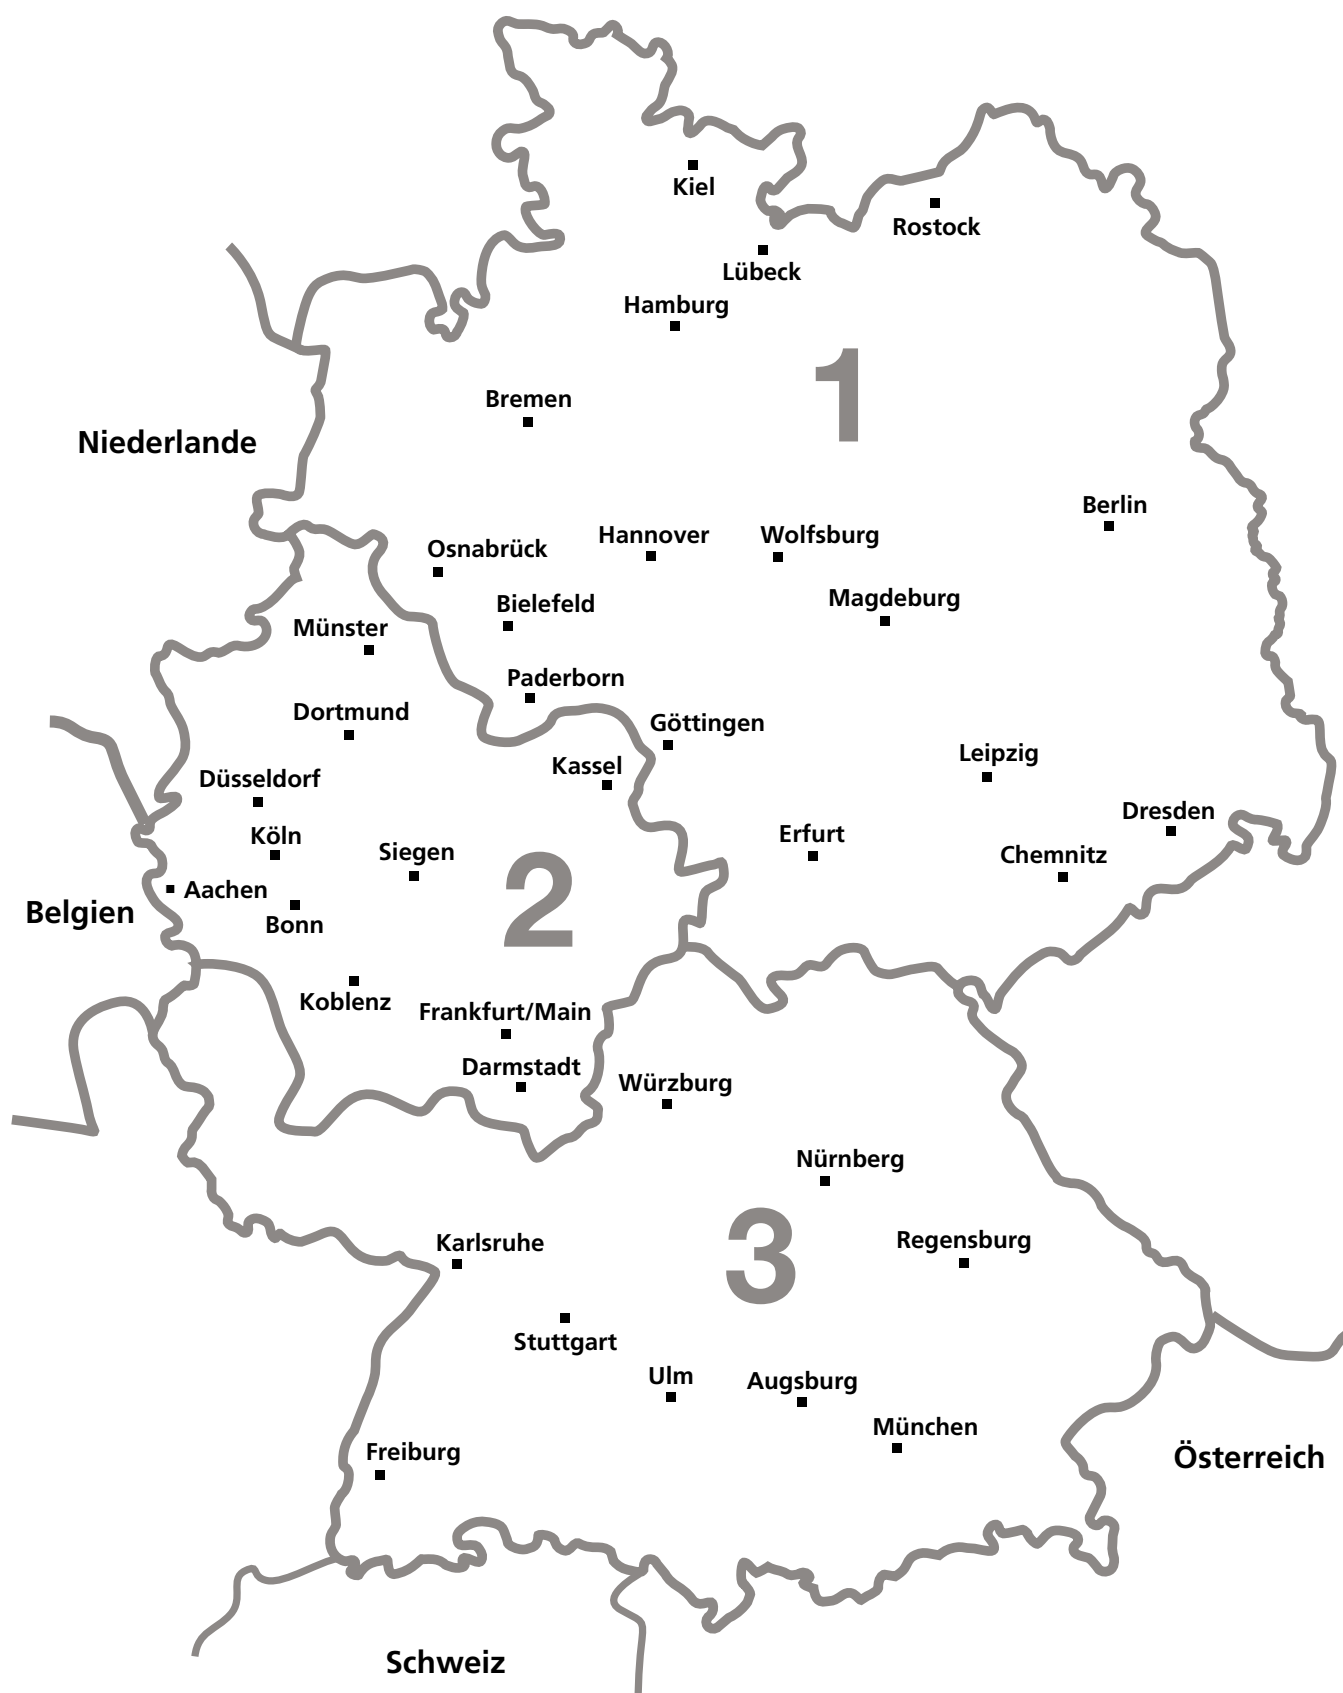 Kiel
Rostock
Lübeck
Hamburg
1
Bremen
Niederlande
Berlin
Hannover
Wolfsburg
Osnabrück
Magdeburg
Bielefeld
Münster
Paderborn
Dortmund
Göttingen
Leipzig
Kassel
Düsseldorf
Dresden
Erfurt
Köln
Siegen
Chemnitz
Aachen
2
Belgien
Bonn
Koblenz
Frankfurt/Main
Darmstadt
Würzburg
Nürnberg
Karlsruhe
Regensburg
3
Stuttgart
Ulm
Augsburg
München
Freiburg
Österreich
Schweiz